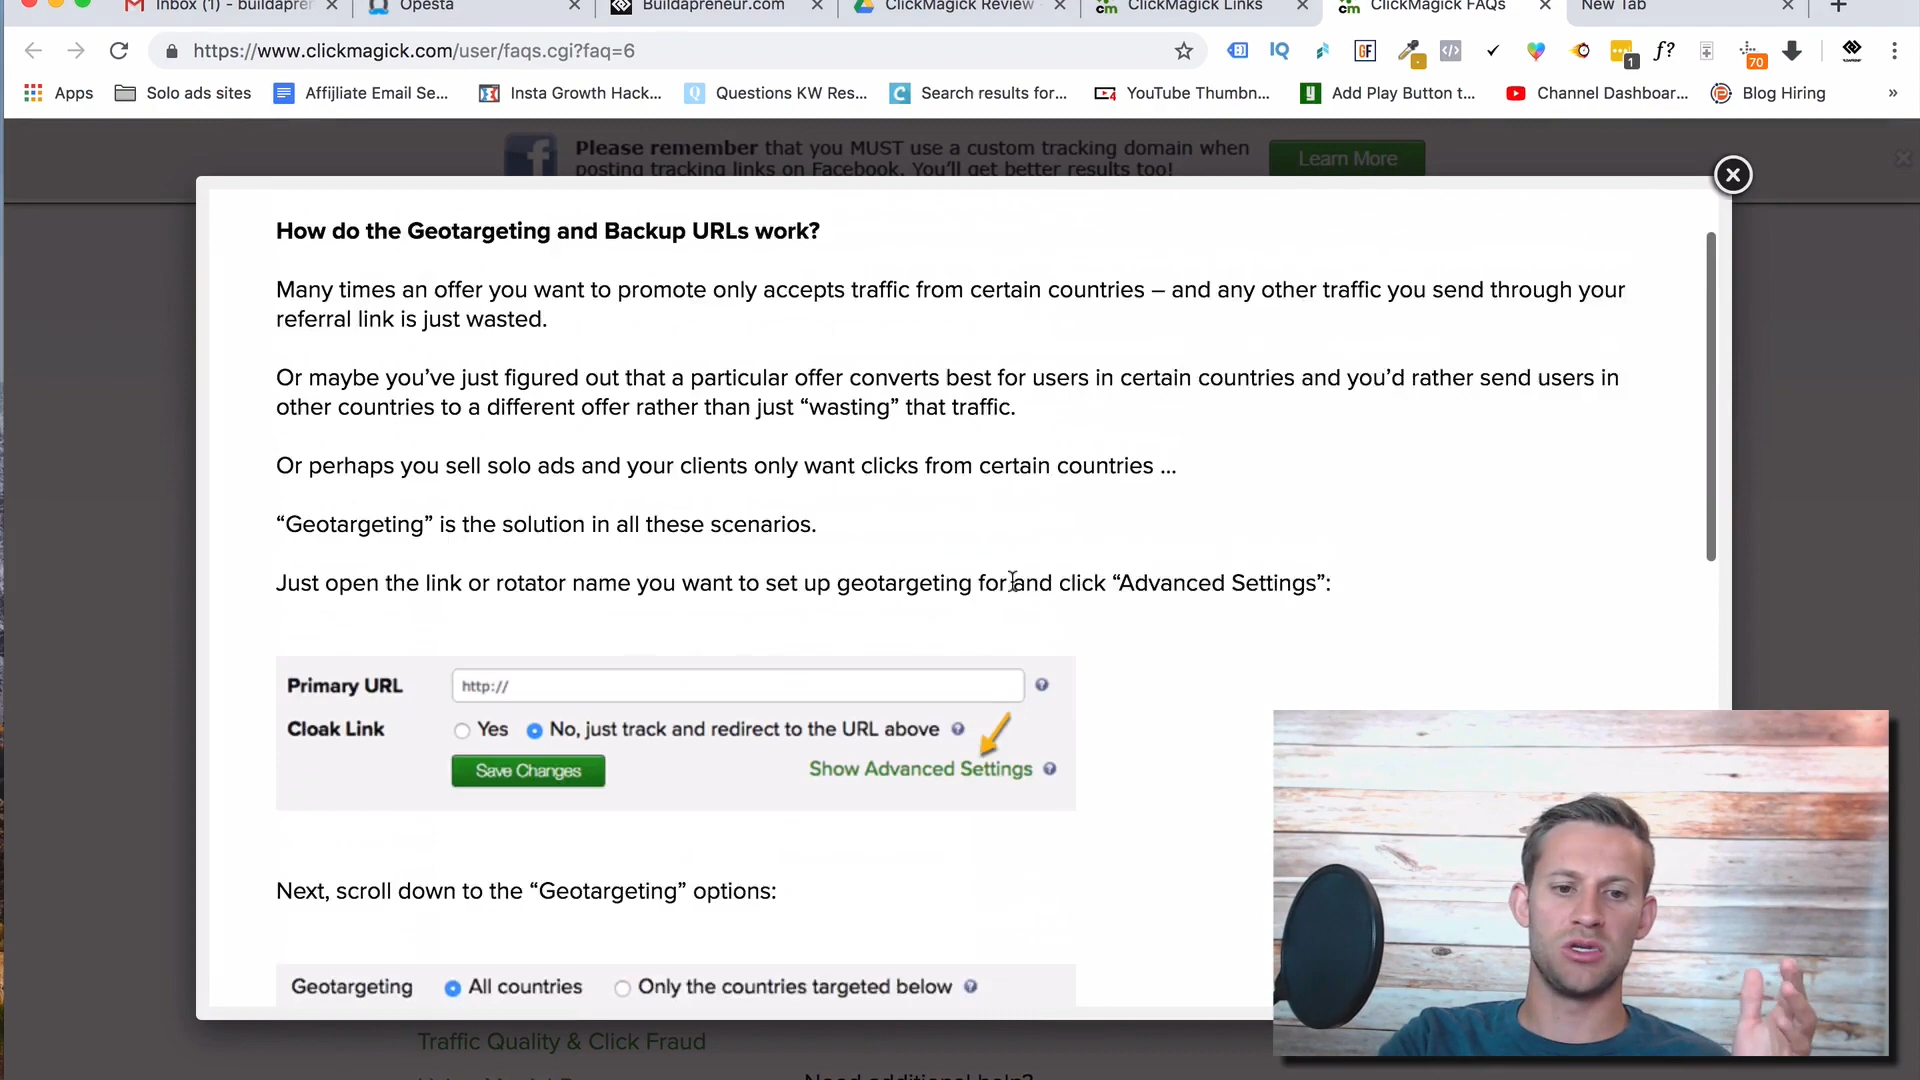 Inbox (1) - buildapre
Opesta
Buildapreneur.com
ClickMagick Review
ClickMagick Links
ClickMagick FAQs
New Tab
https://www.clickmagick.com/user/faqs.cgi?faq=6
IQ
GF
f?
1
70
Apps
Solo ads sites
Affijliate Email Se...
Insta Growth Hack...
Questions KW Res...
Search results for...
YouTube Thumbn...
Add Play Button t...
Channel Dashboar...
Blog Hiring
»
Please remember that you MUST use a custom tracking domain when
posting tracking links on Facebook. You'll get better results too!
Learn More
How do the Geotargeting and Backup URLs work?
Many times an offer you want to promote only accepts traffic from certain countries – and any other traffic you send through your
referral link is just wasted.
Or maybe you’ve just figured out that a particular offer converts best for users in certain countries and you’d rather send users in
other countries to a different offer rather than just “wasting” that traffic.
Or perhaps you sell solo ads and your clients only want clicks from certain countries ...
“Geotargeting” is the solution in all these scenarios.
Just open the link or rotator name you want to set up geotargeting for and click “Advanced Settings”:
Primary URL http://
Cloak Link Yes No, just track and redirect to the URL above
Save Changes Show Advanced Settings
Next, scroll down to the “Geotargeting” options:
Geotargeting All countries Only the countries targeted below
Traffic Quality & Click Fraud
Need additional help?